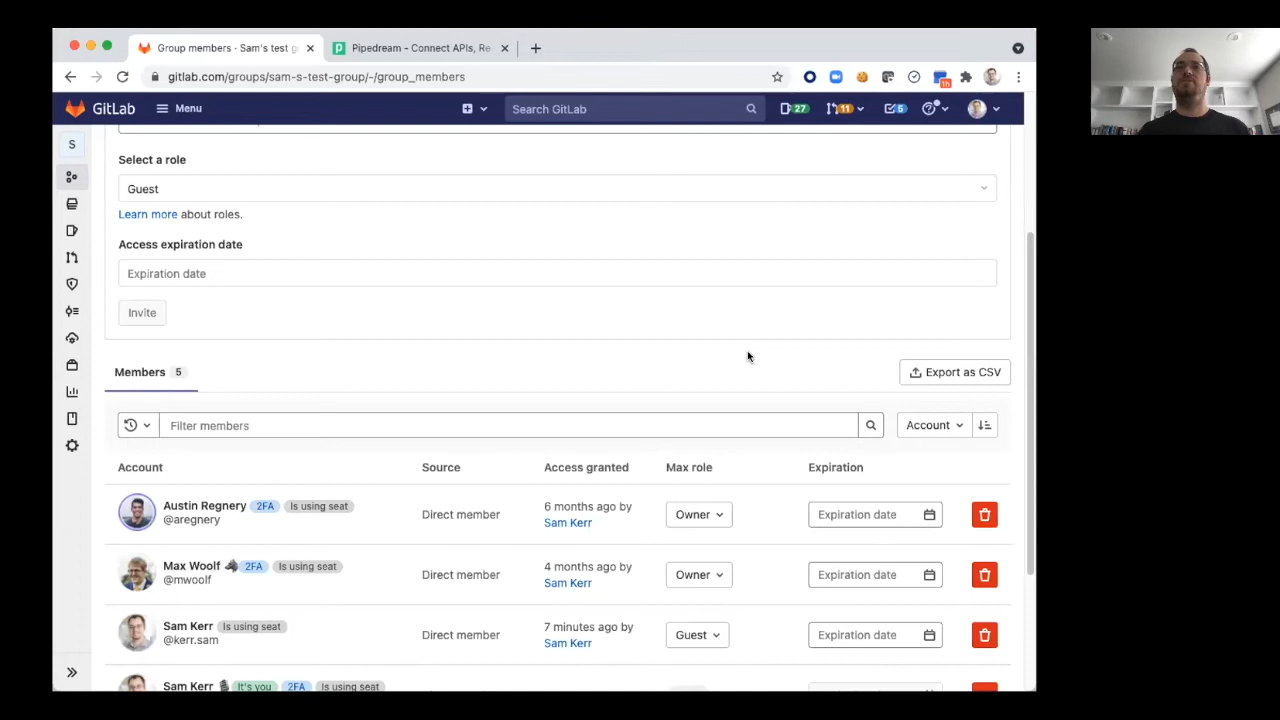 Group members · Sam's test g
Pipedream - Connect APIs, Re
gitlab.com/groups/sam-s-test-group/-/group_members
1h
GitLab
Menu
Search GitLab
27
11
5
S
Select a role
Guest
Learn more about roles.
Access expiration date
Expiration date
Invite
Members 5
Export as CSV
Filter members
Account
Account Source Access granted Max role Expiration
Austin Regnery 2FA Is using seat
@aregnery
Direct member
6 months ago by
Sam Kerr
Owner
Expiration date
Max Woolf 2FA Is using seat
@mwoolf
Direct member
4 months ago by
Sam Kerr
Owner
Expiration date
Sam Kerr Is using seat
@kerr.sam
Direct member
7 minutes ago by
Sam Kerr
Guest
Expiration date
Sam Kerr It's you 2FA Is using seat